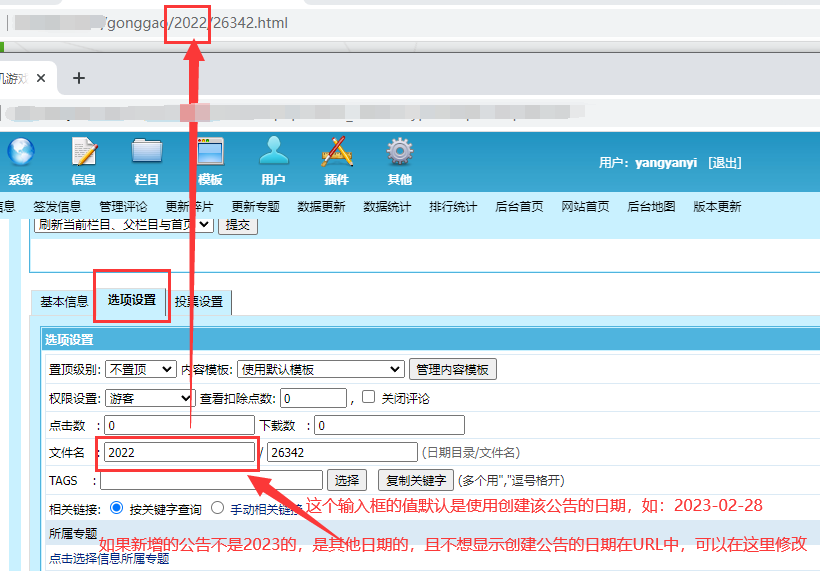 /gonggao/2022/26342.html
机游戏
系统 信息 栏目 模板 用户 插件 其他
用户：yangyanyi [退出]
签发信息 管理评论 更新碎片 更新专题 数据更新 数据统计 排行统计 后台首页 网站首页 后台地图 版本更新
刷新当前栏目、父栏目与首页 提交
基本信息 选项设置 投票设置
选项设置
置顶级别: 不置顶 内容模板: 使用默认模板 管理内容模板
权限设置: 游客 查看扣除点数: 0 , 关闭评论
点击数 : 0 下载数 : 0
文件名 : 2022 / 26342 (日期目录/文件名)
TAGS : 选择 复制关键字 (多个用","逗号格开)
相关链接: 按关键字查询 手动相关链接
这个输入框的值默认是使用创建该公告的日期，如：2023-02-28
所属专题
如果新增的公告不是2023的，是其他日期的，且不想显示创建公告的日期在URL中，可以在这里修改
点击选择信息所属专题